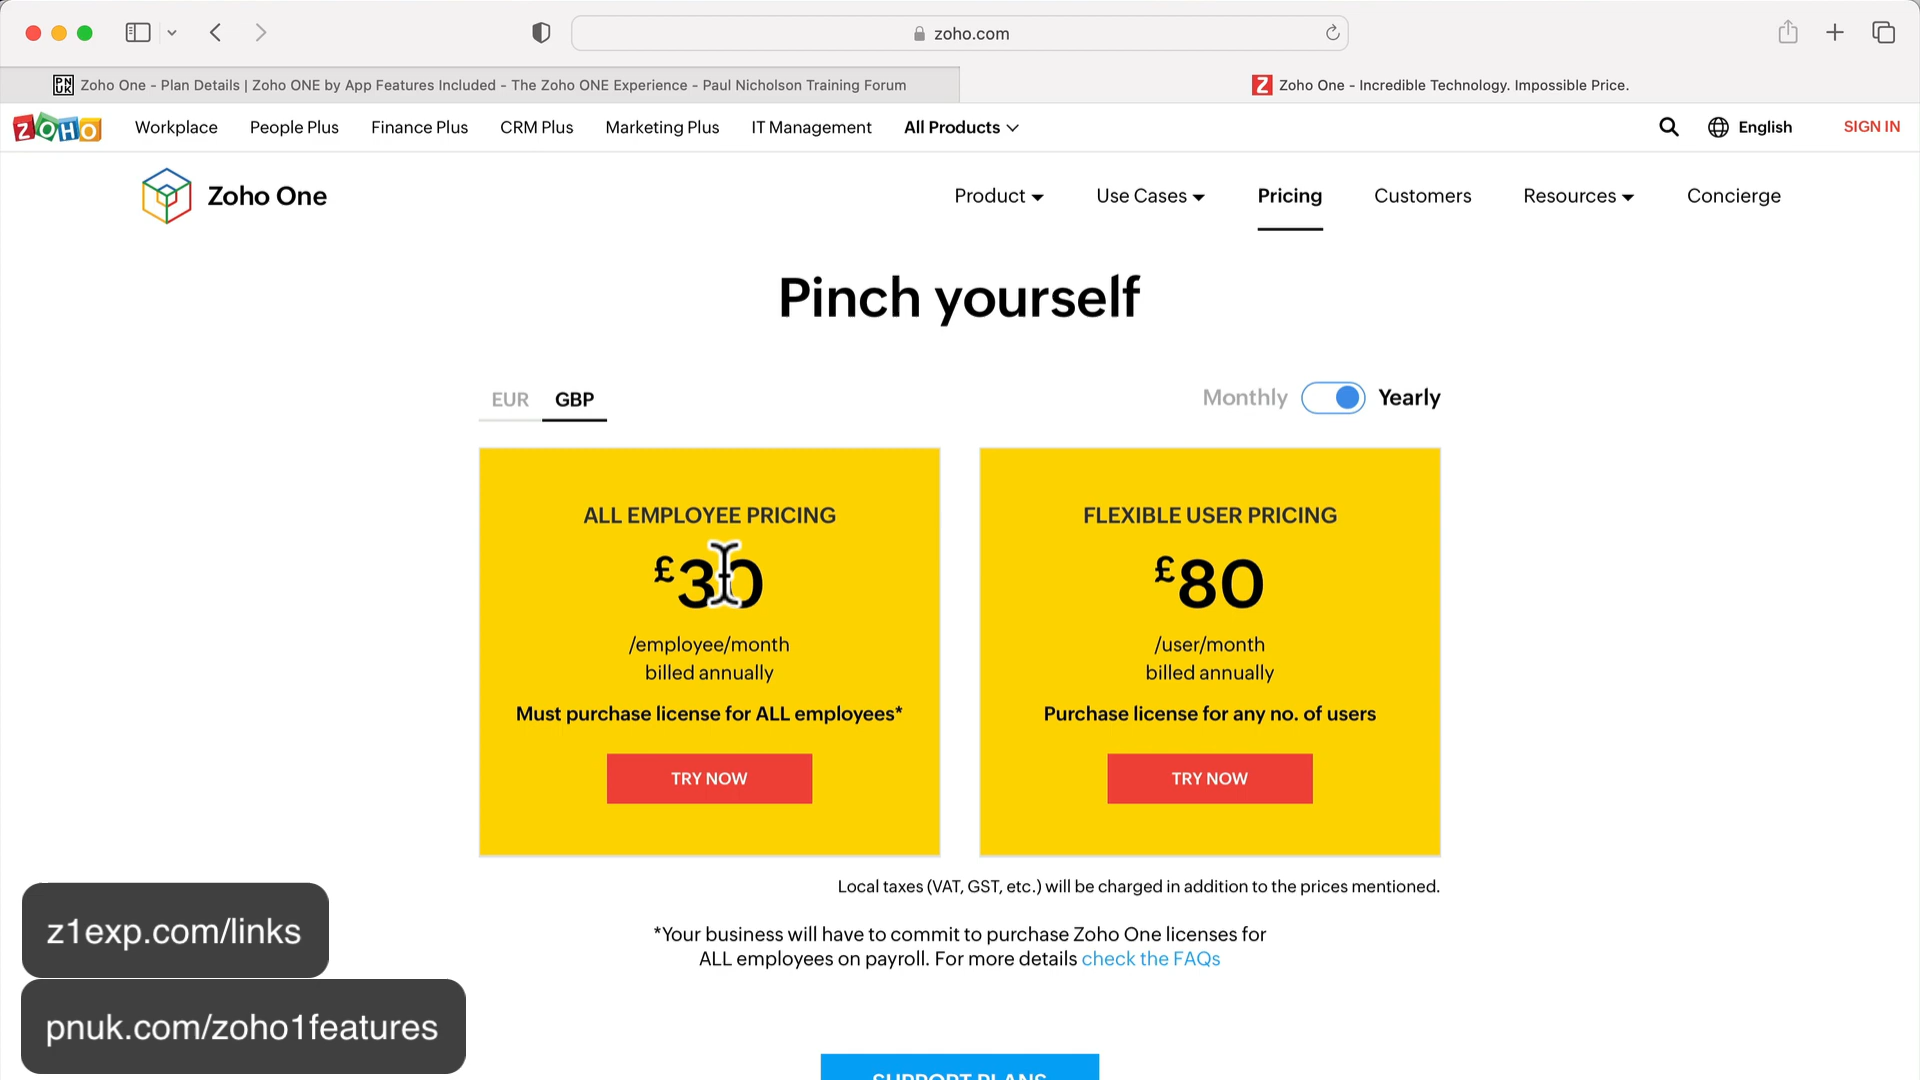 zoho.com
PN
UK
Zoho One - Plan Details | Zoho ONE by App Features Included - The Zoho ONE Experience - Paul Nicholson Training Forum
Z
Zoho One - Incredible Technology. Impossible Price.
ZOHO
Workplace
People Plus
Finance Plus
CRM Plus
Marketing Plus
IT Management
All Products
English
SIGN IN
Zoho One
Product
Use Cases
Pricing
Customers
Resources
Concierge
Pinch yourself
EUR
GBP
Monthly
Yearly
ALL EMPLOYEE PRICING
£30
/employee/month
billed annually
Must purchase license for ALL employees*
TRY NOW
FLEXIBLE USER PRICING
£80
/user/month
billed annually
Purchase license for any no. of users
TRY NOW
Local taxes (VAT, GST, etc.) will be charged in addition to the prices mentioned.
*Your business will have to commit to purchase Zoho One licenses for
ALL employees on payroll. For more details check the FAQs
z1exp.com/links
pnuk.com/zoho1features
SUPPORT PLANS